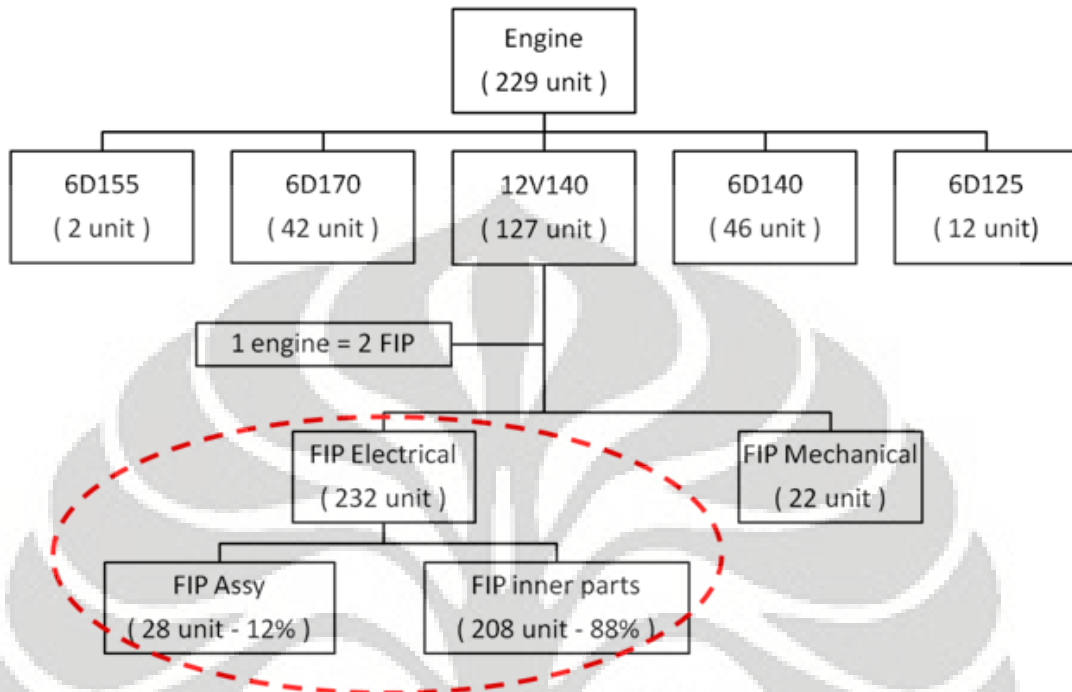 Engine
( 229 unit )
6D155
( 2 unit )
6D170
( 42 unit )
12V140
( 127 unit )
6D140
( 46 unit )
6D125
( 12 unit)
1 engine = 2 FIP
FIP Electrical
( 232 unit )
FIP Mechanical
( 22 unit )
FIP Assy
( 28 unit - 12% )
FIP inner parts
( 208 unit - 88% )